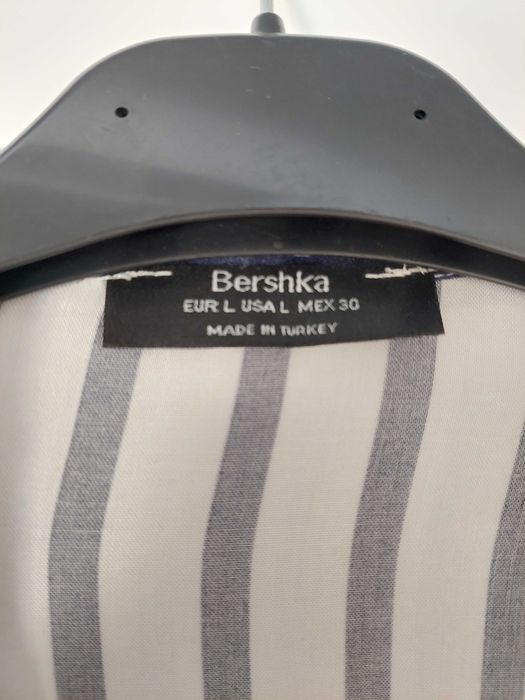 Bershka
EUR L USA L MEX 30
MADE IN TURKEY